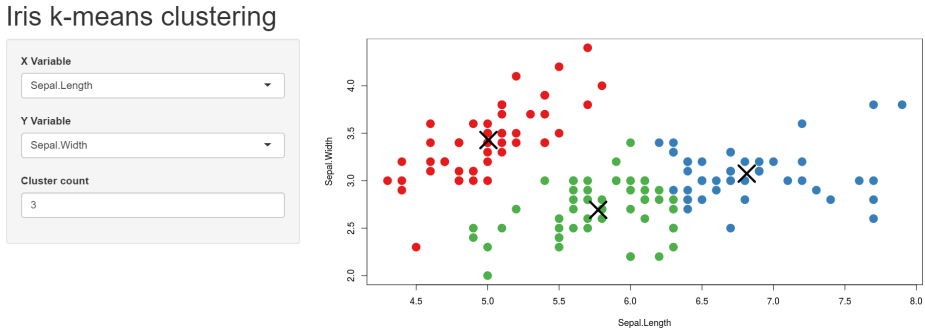 Iris k-means clustering
X Variable
Sepal.Length
Y Variable
Sepal.Width
Cluster count
3
Sepal.Width
4.0
3.5
3.0
2.5
2.0
4.5 5.0 5.5 6.0 6.5 7.0 7.5 8.0
Sepal.Length